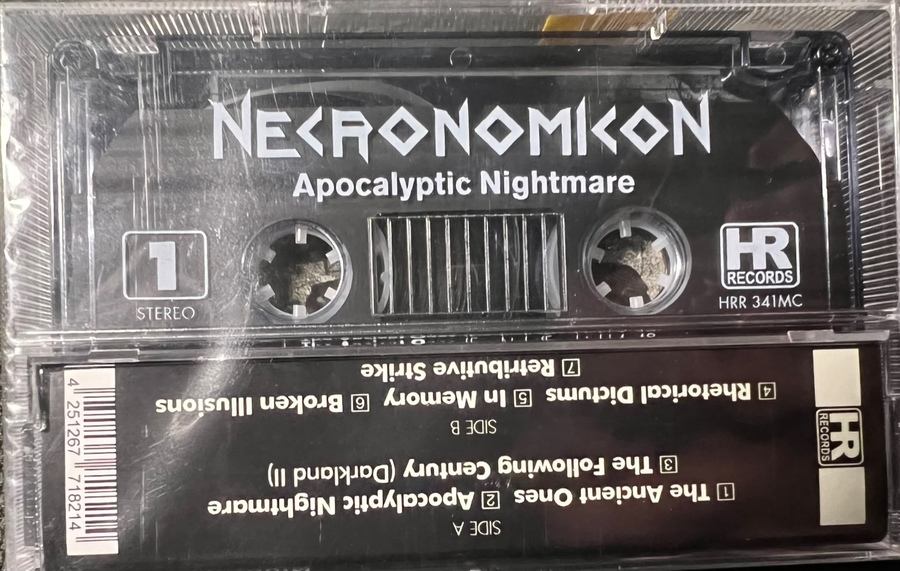 NECRONOMICON
Apocalyptic Nightmare
1
STEREO
HR
RECORDS
HRR 341MC
SIDE A
1 The Ancient Ones 2 Apocalyptic Nightmare
3 The Following Century (Darkland II)
SIDE B
4 Rhetorical Dictums 5 In Memory 6 Broken Illusions
7 Retributive Strike
HR
RECORDS
4 251267 718214